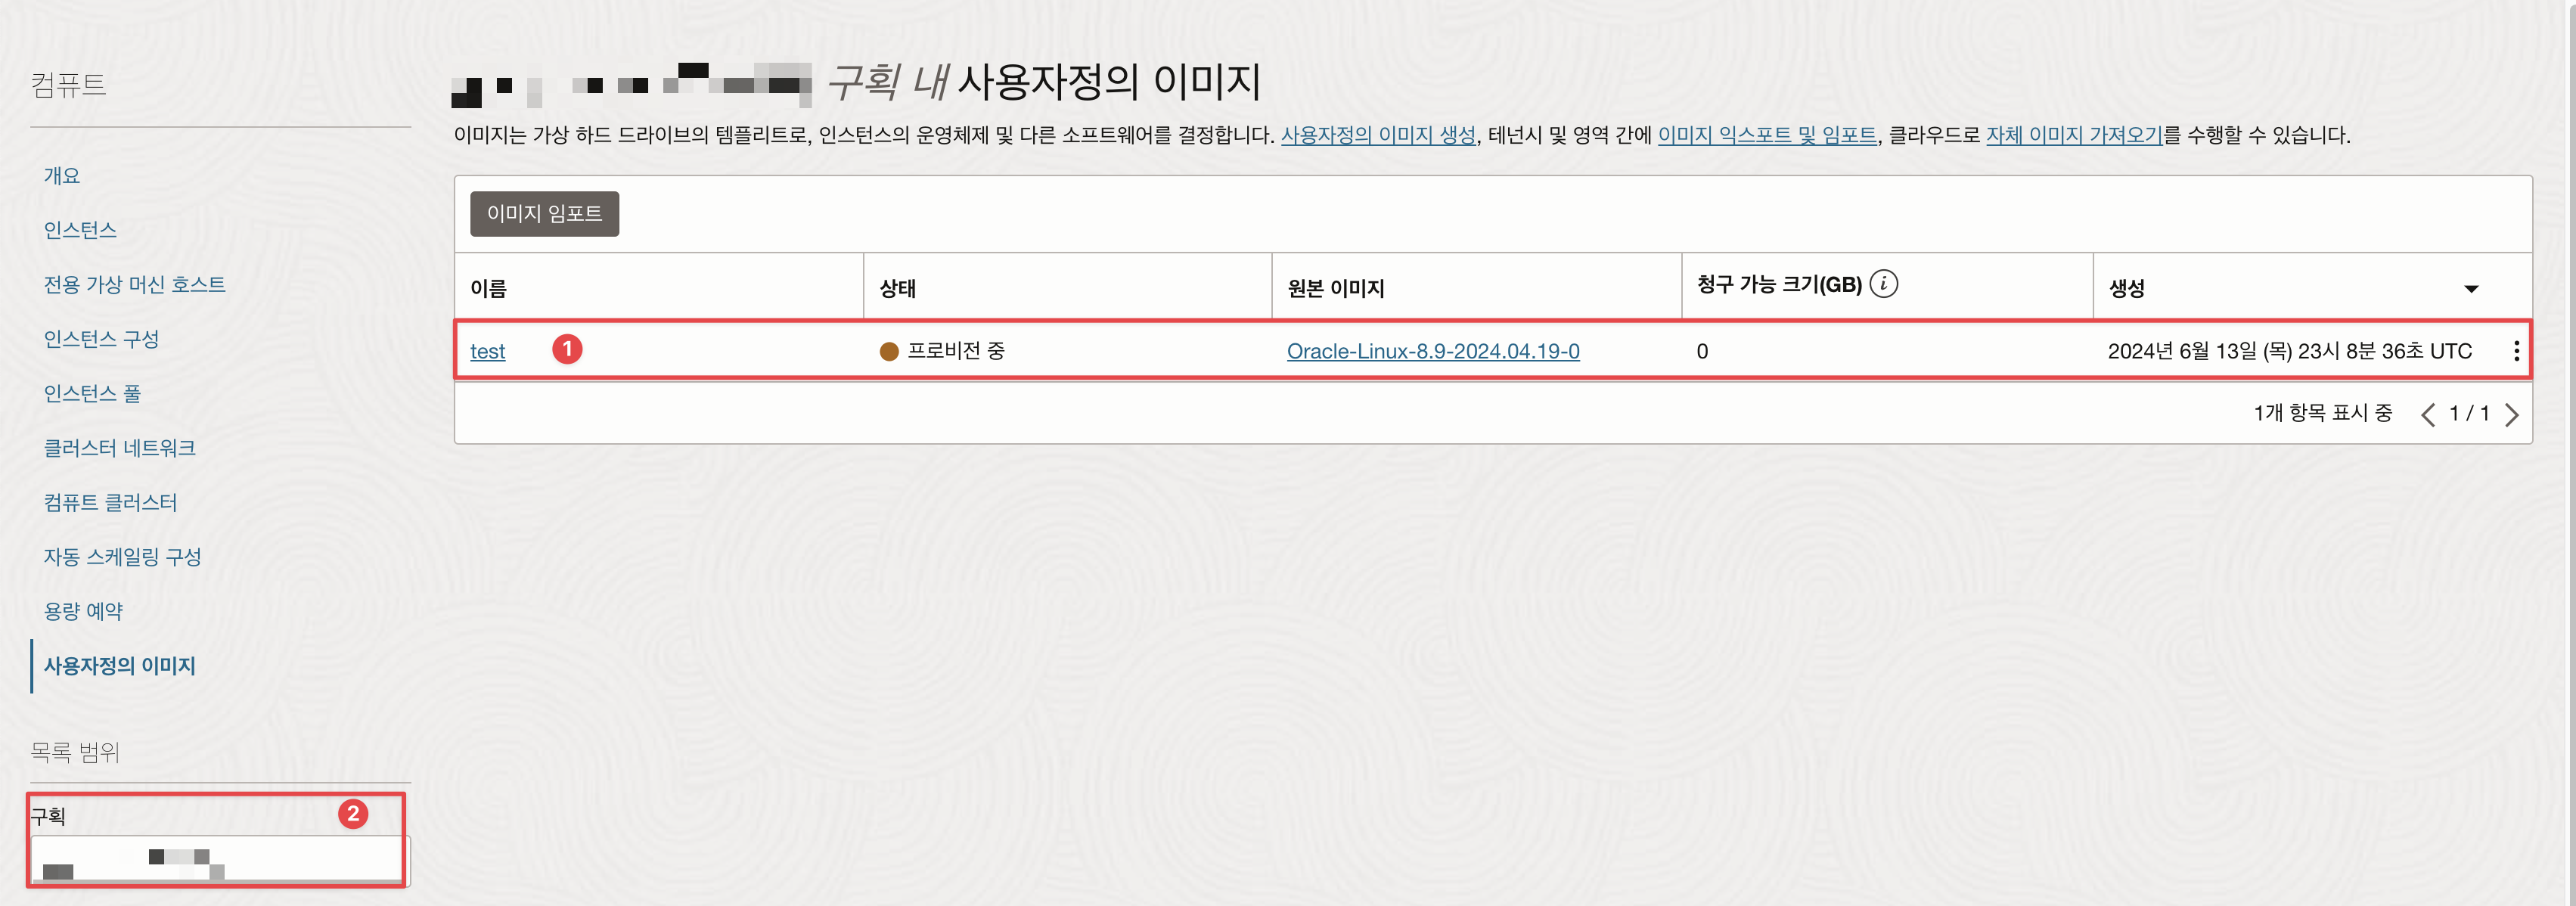 컴퓨트
개요
인스턴스
전용 가상 머신 호스트
인스턴스 구성
인스턴스 풀
클러스터 네트워크
컴퓨트 클러스터
자동 스케일링 구성
용량 예약
사용자정의 이미지
목록 범위
구획
2
구획 내 사용자정의 이미지
이미지는 가상 하드 드라이브의 템플리트로, 인스턴스의 운영체제 및 다른 소프트웨어를 결정합니다. 사용자정의 이미지 생성, 테넌시 및 영역 간에 이미지 익스포트 및 임포트, 클라우드로 자체 이미지 가져오기를 수행할 수 있습니다.
이미지 임포트
이름 상태 원본 이미지 청구 가능 크기(GB) i 생성
test 1 프로비전 중 Oracle-Linux-8.9-2024.04.19-0 0 2024년 6월 13일 (목) 23시 8분 36초 UTC
1개 항목 표시 중 1 / 1